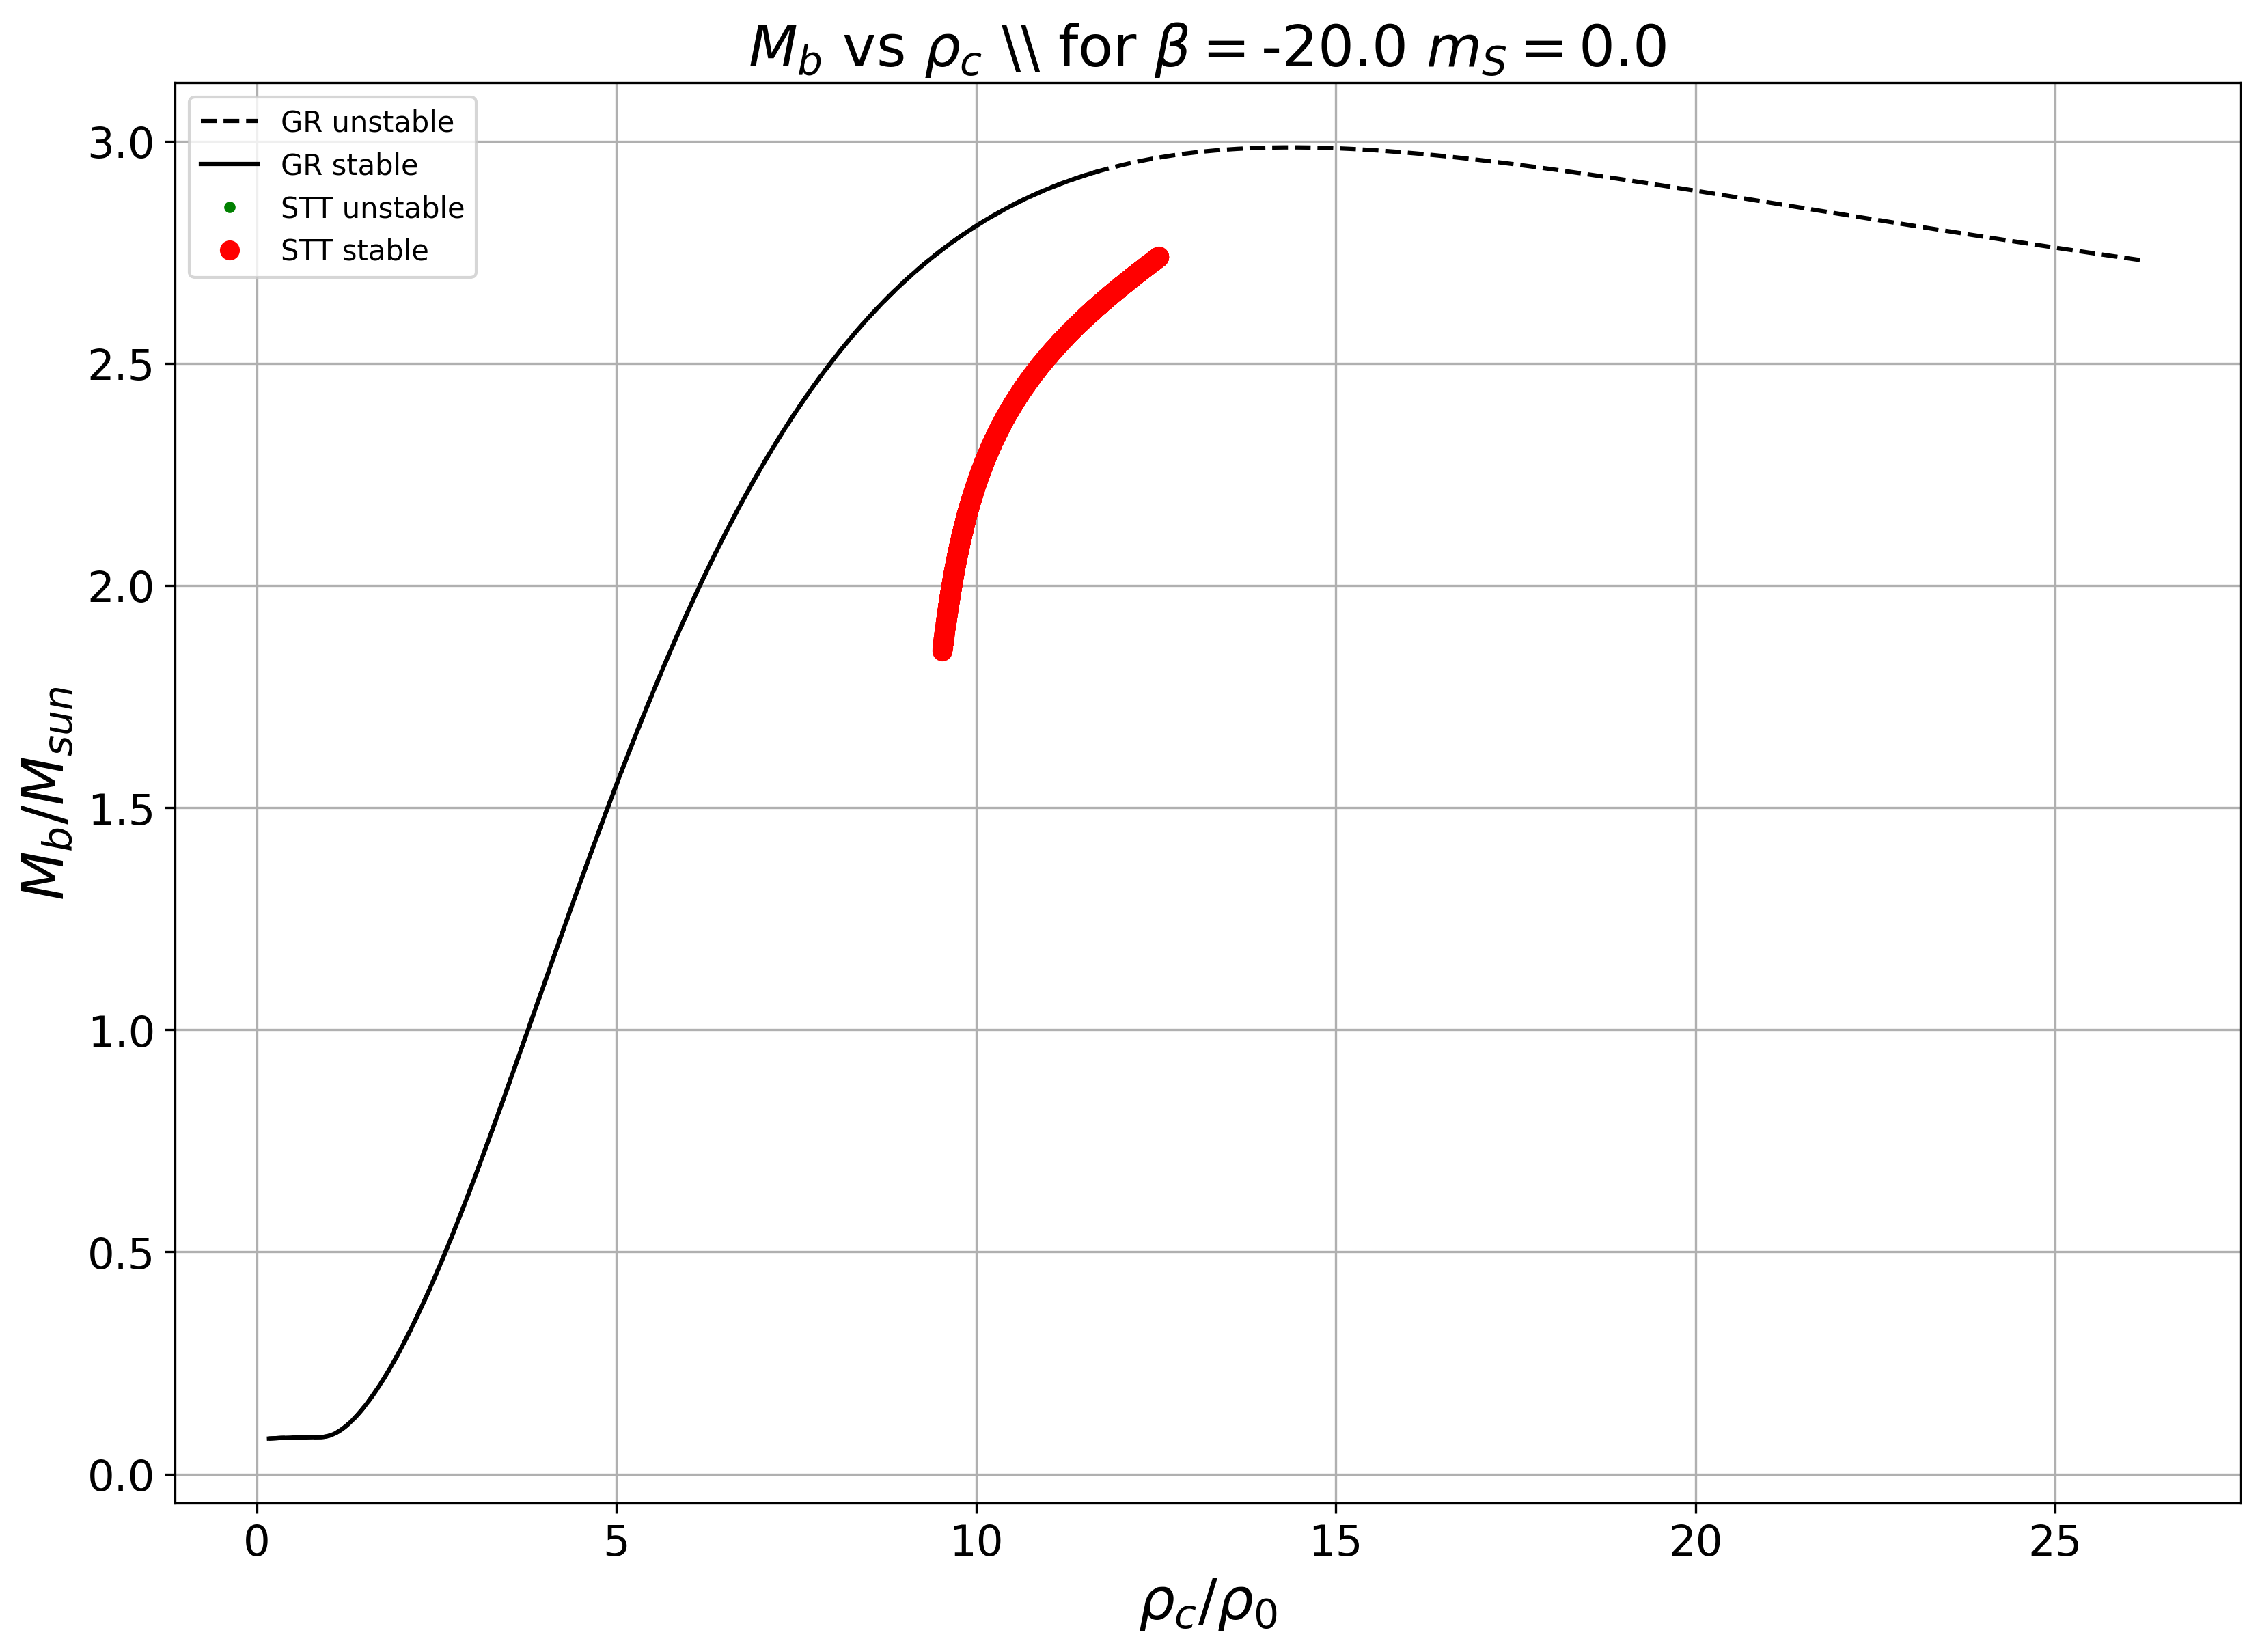 M_b vs ρ_c \\ for β = -20.0 m_S = 0.0
GR unstable
GR stable
STT unstable
STT stable
M_b/M_sun
3.0
2.5
2.0
1.5
1.0
0.5
0.0
0 5 10 15 20 25
ρ_c/ρ_0